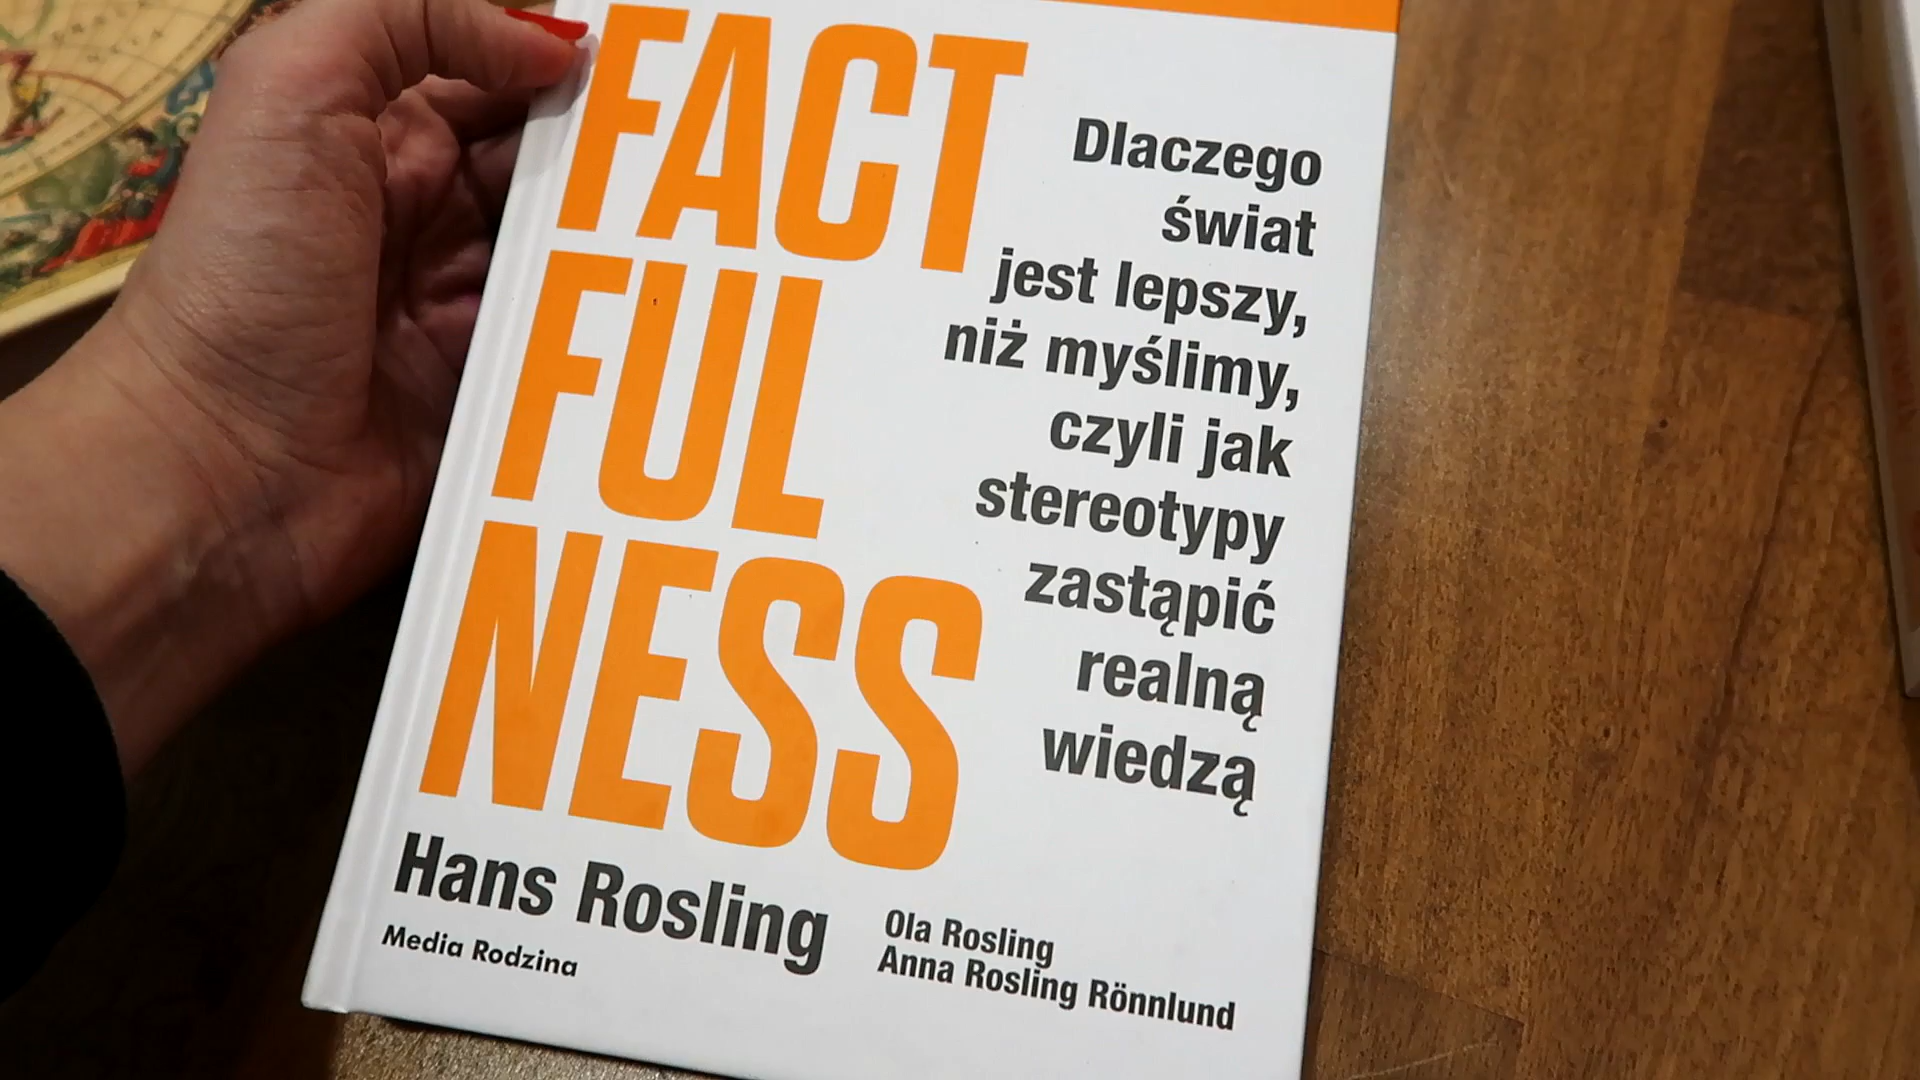 FACT
FUL
NESS
Dlaczego
świat
jest lepszy,
niż myślimy,
czyli jak
stereotypy
zastąpić
realną
wiedzą
Hans Rosling
Ola Rosling
Anna Rosling Rönnlund
Media Rodzina